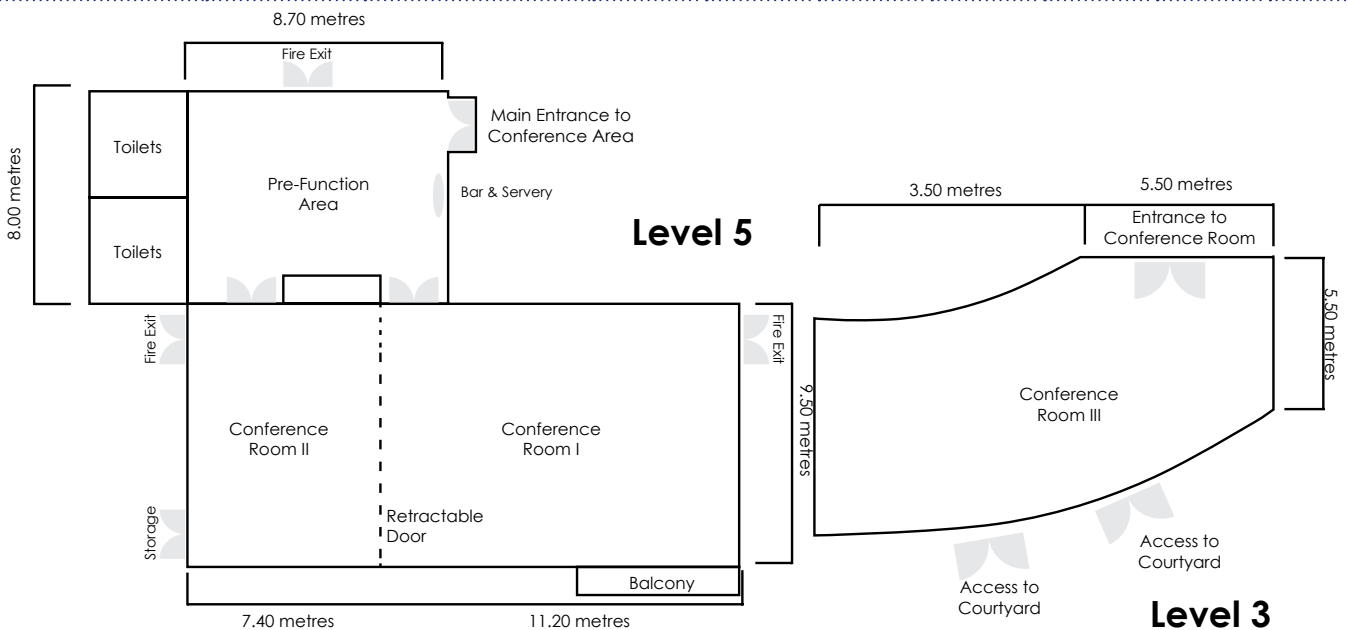 8.70 metres
Fire Exit
Main Entrance to
Conference Area
Toilets
8.00 metres
Pre-Function
Area
Bar & Servery
Toilets
Level 5
3.50 metres
5.50 metres
Entrance to
Conference Room
5.50 metres
Fire Exit
Fire Exit
9.50 metres
Conference
Room II
Conference
Room I
Conference
Room III
Storage
Retractable
Door
Balcony
7.40 metres
11.20 metres
Access to
Courtyard
Access to
Courtyard
Level 3